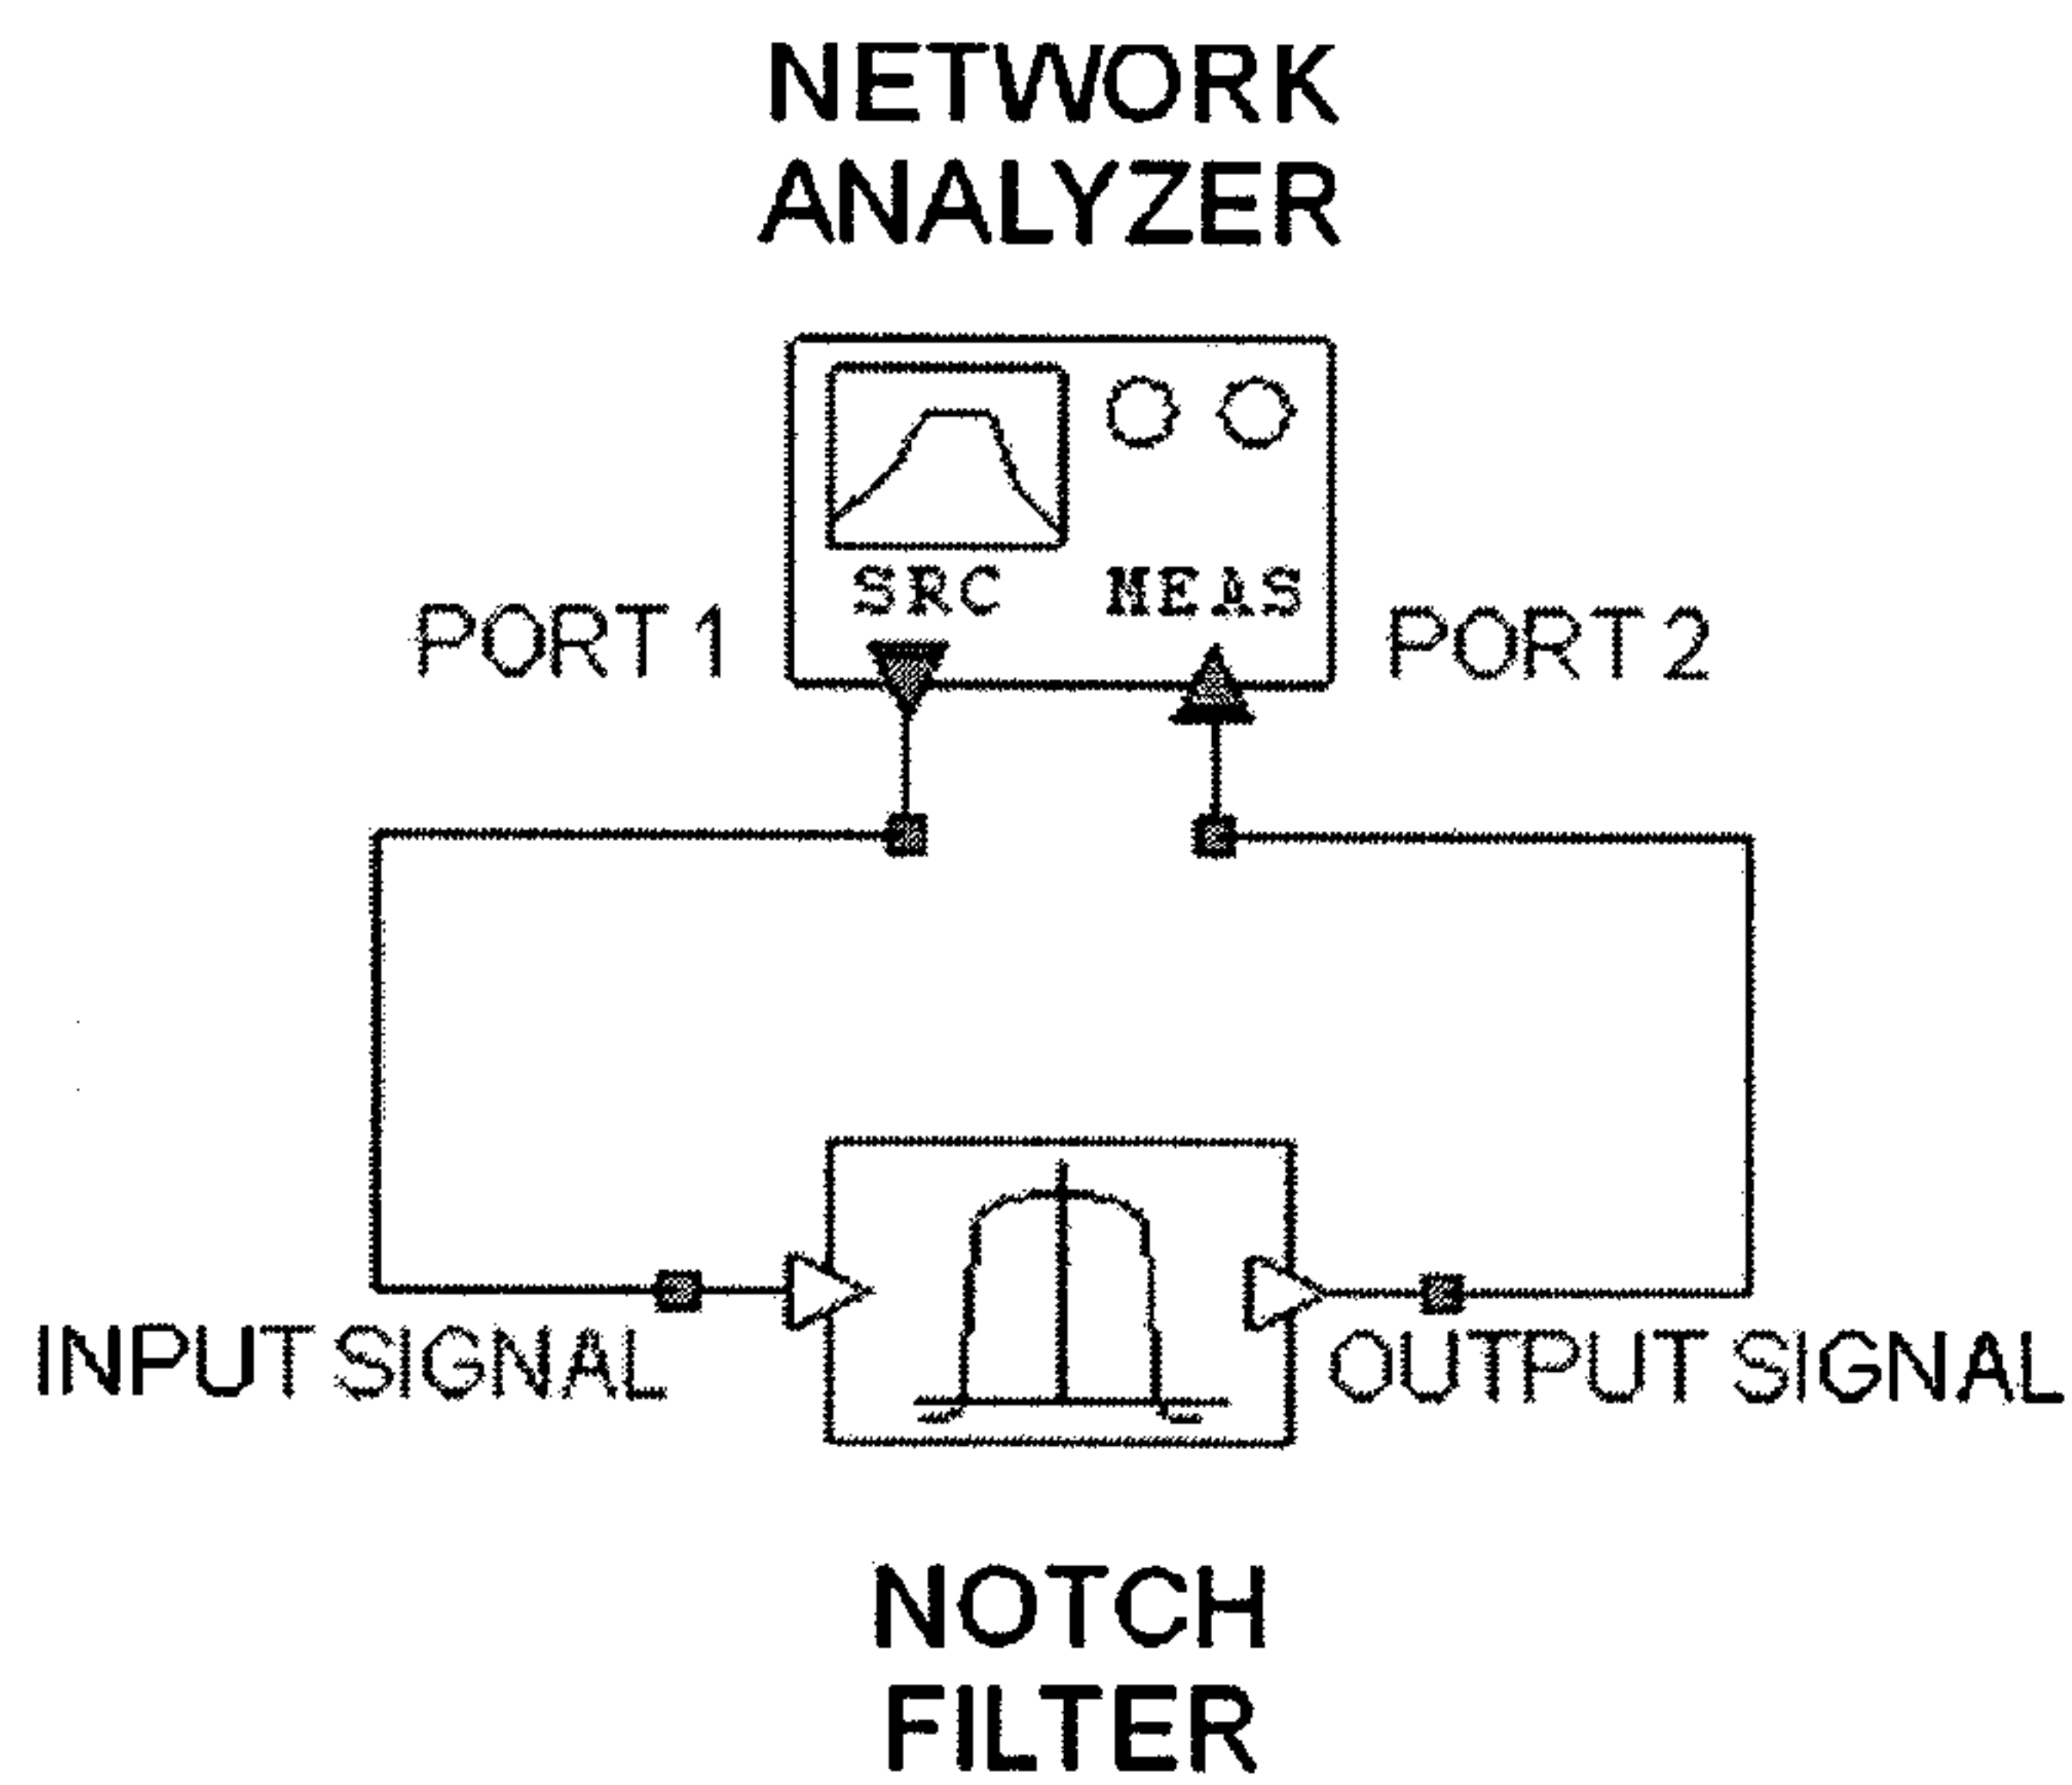 NETWORK
ANALYZER
SRC MEAS
PORT 1 PORT 2
INPUT SIGNAL OUTPUT SIGNAL
NOTCH
FILTER